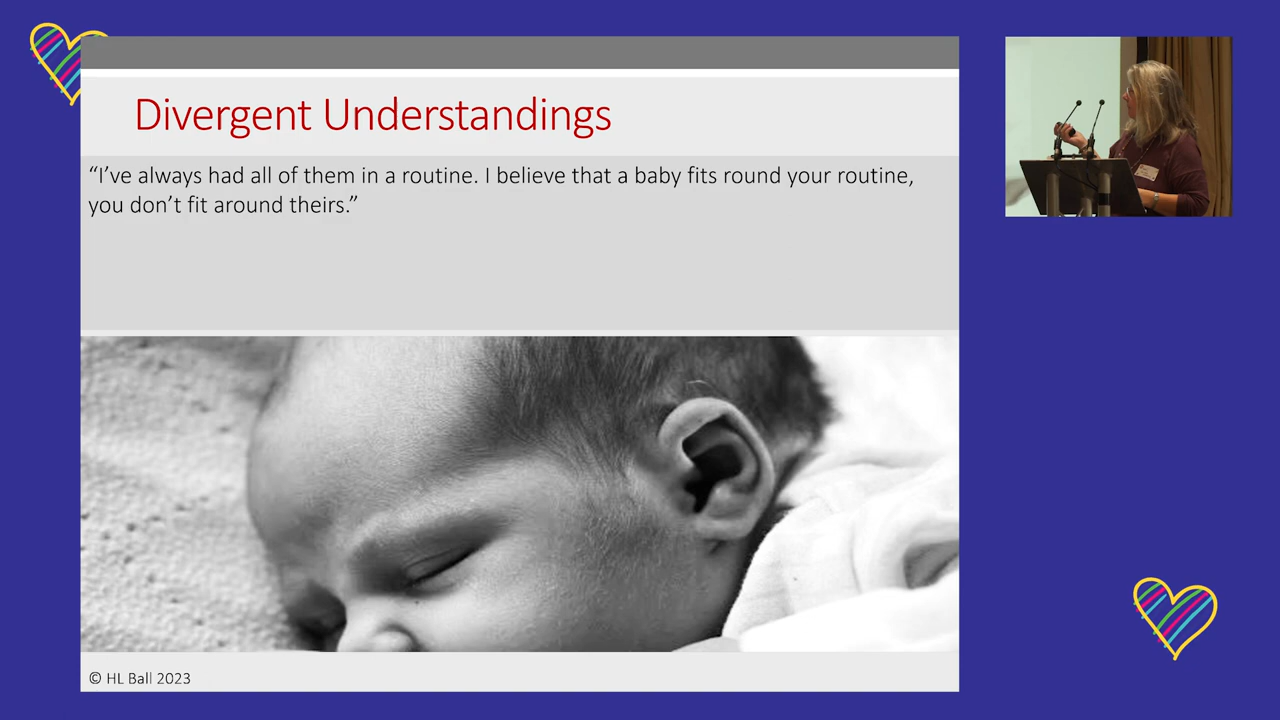 Divergent Understandings
“I’ve always had all of them in a routine. I believe that a baby fits round your routine,
you don’t fit around theirs.”
© HL Ball 2023